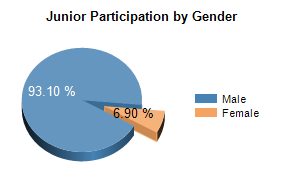 Junior Participation by Gender
93.10 %
6.90 %
Male
Female